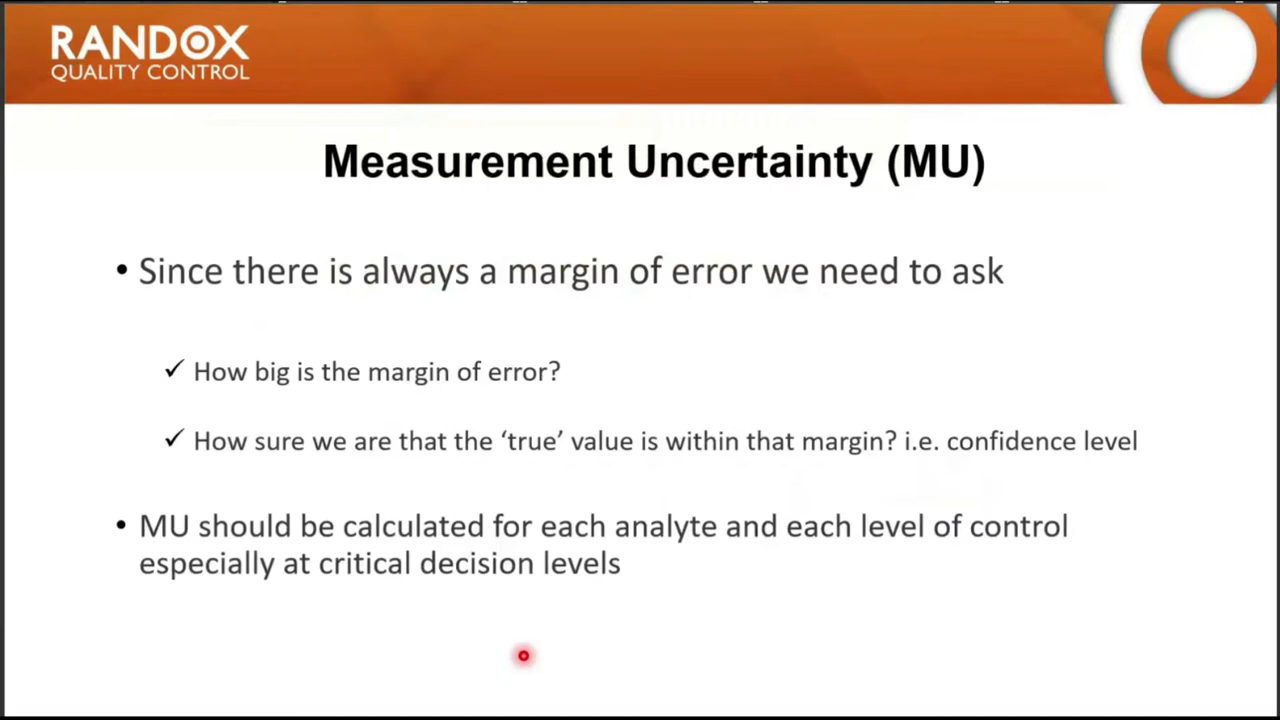 RANDOX
QUALITY CONTROL
Measurement Uncertainty (MU)
• Since there is always a margin of error we need to ask
✓ How big is the margin of error?
✓ How sure we are that the ‘true’ value is within that margin? i.e. confidence level
• MU should be calculated for each analyte and each level of control
especially at critical decision levels